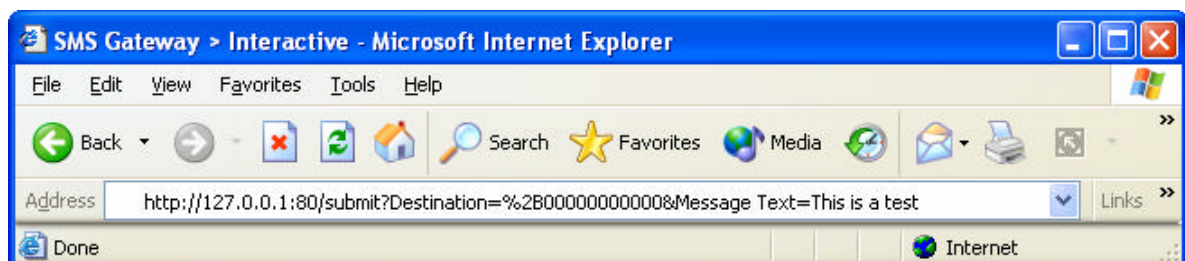 SMS Gateway > Interactive - Microsoft Internet Explorer
File Edit View Favorites Tools Help
Back Search Favorites Media »
Address http://127.0.0.1:80/submit?Destination=%2B00000000000&Message Text=This is a test Links »
Done Internet